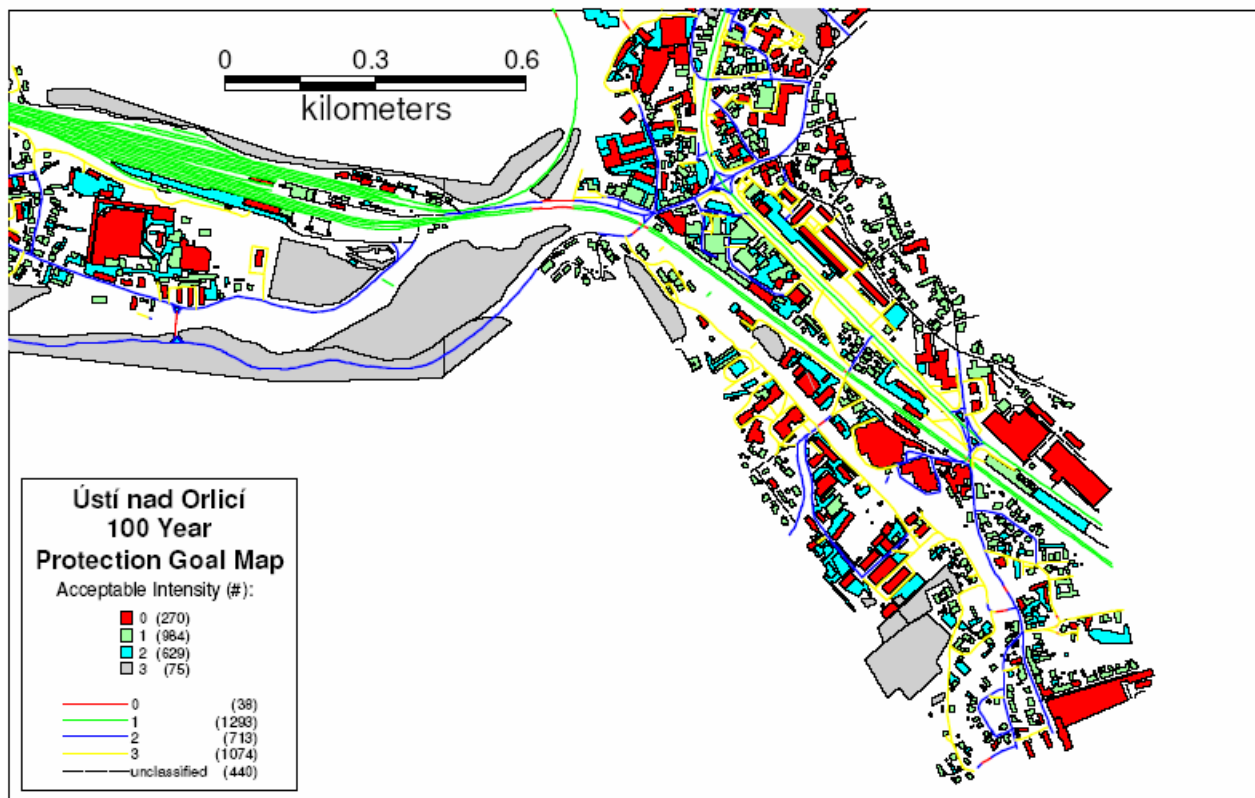 0 0.3 0.6
kilometers
Ústí nad Orlicí
100 Year
Protection Goal Map
Acceptable Intensity (#):
0 (270)
1 (984)
2 (629)
3 (75)
0 (38)
1 (1293)
2 (713)
3 (1074)
unclassified (440)